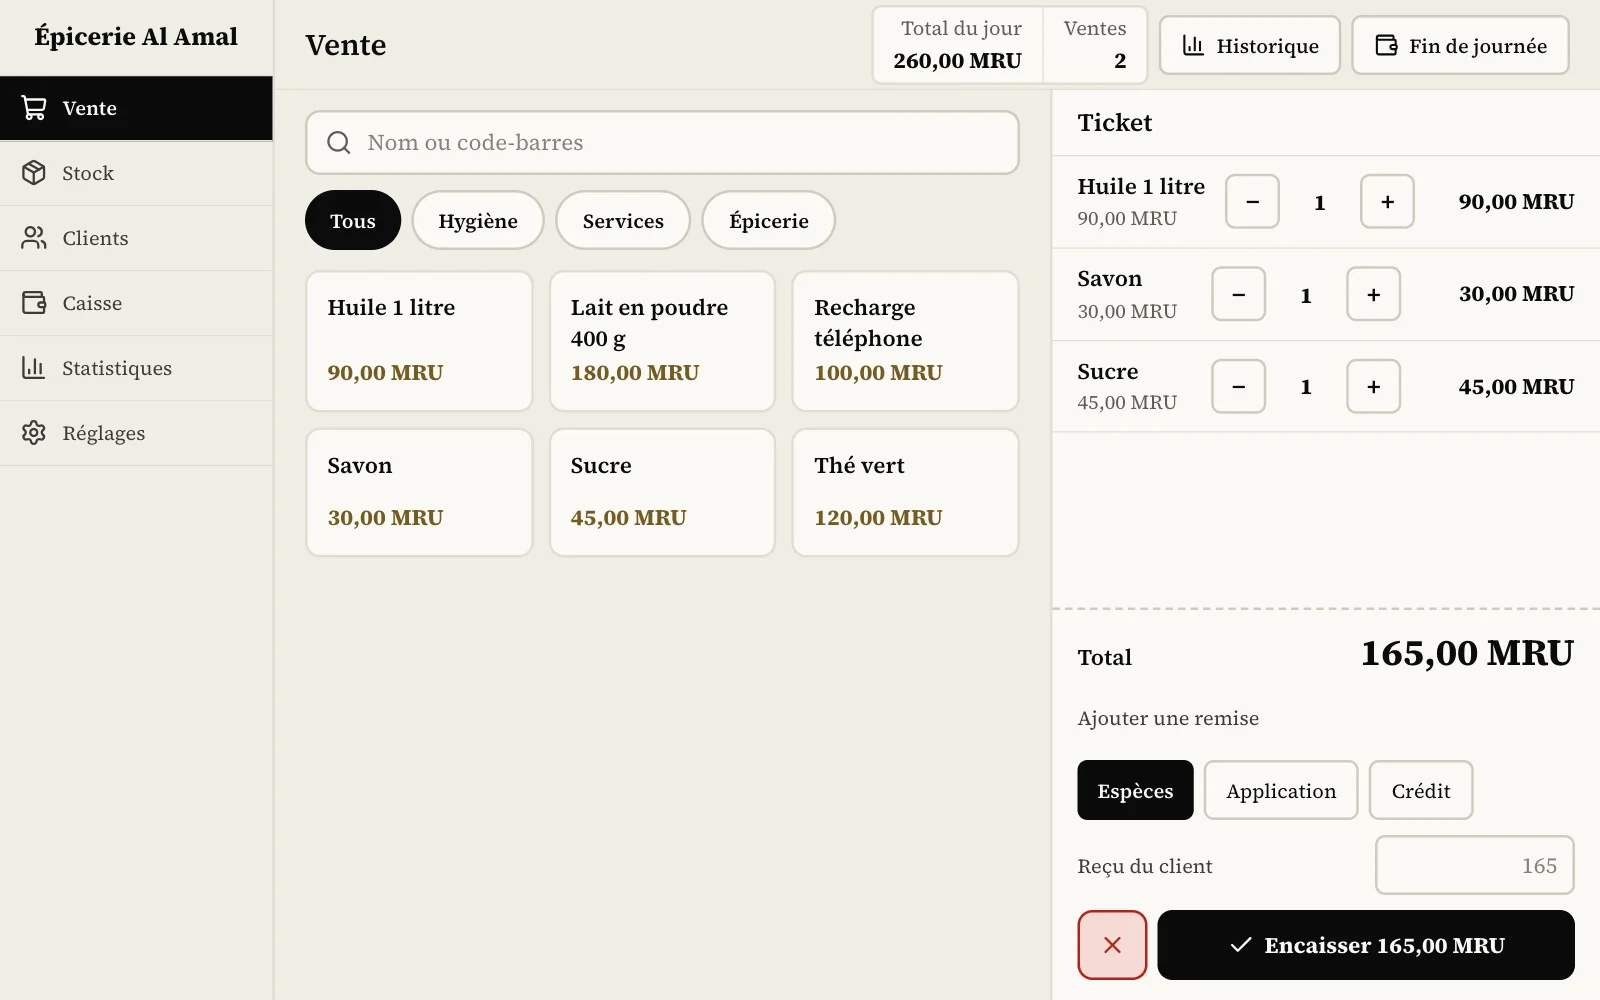 Épicerie Al Amal
Vente
Stock
Clients
Caisse
Statistiques
Réglages
Vente
Total du jour
260,00 MRU
Ventes
2
Historique
Fin de journée
Nom ou code-barres
Tous
Hygiène
Services
Épicerie
Huile 1 litre
90,00 MRU
Lait en poudre
400 g
180,00 MRU
Recharge
téléphone
100,00 MRU
Savon
30,00 MRU
Sucre
45,00 MRU
Thé vert
120,00 MRU
Ticket
Huile 1 litre
90,00 MRU
− 1 +
90,00 MRU
Savon
30,00 MRU
− 1 +
30,00 MRU
Sucre
45,00 MRU
− 1 +
45,00 MRU
Total
165,00 MRU
Ajouter une remise
Espèces
Application
Crédit
Reçu du client
165
Encaisser 165,00 MRU